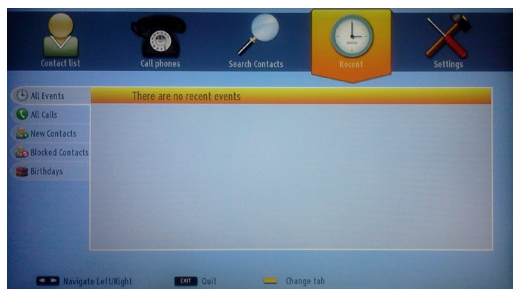 Contact list
Call phones
Search Contacts
Recent
Settings
All Events
There are no recent events
All Calls
New Contacts
Blocked Contacts
Birthdays
Navigate Left/Right
EXIT Quit
Change tab